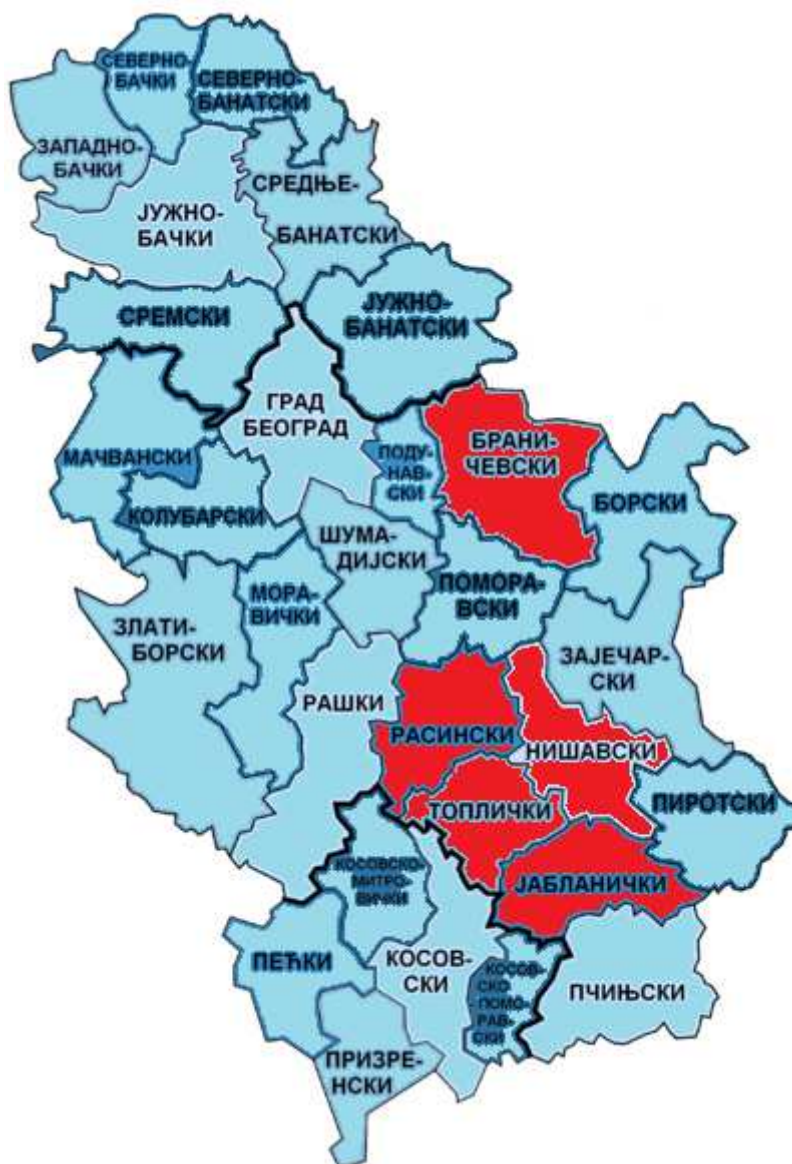 СЕВЕРНО-
БАЧКИ
СЕВЕРНО-
БАНАТСКИ
ЗАПАДНО-
БАЧКИ
СРЕДЊЕ-
БАНАТСКИ
ЈУЖНО-
БАЧКИ
СРЕМСКИ
ЈУЖНО-
БАНАТСКИ
ГРАД
БЕОГРАД
БРАНИ-
ЧЕВСКИ
МАЧВАНСКИ
ПОДУ-
НАВ-
СКИ
БОРСКИ
КОЛУБАРСКИ
ШУМА-
ДИЈСКИ
ПОМОРА-
ВСКИ
МОРА-
ВИЧКИ
ЗЛАТИ-
БОРСКИ
ЗАЈЕЧАР-
СКИ
РАШКИ
РАСИНСКИ
НИШАВСКИ
ТОПЛИЧКИ
ПИРОТСКИ
КОСОВСКО-
МИТРО-
ВИЧКИ
ЈАБЛАНИЧКИ
ПЕЋКИ
КОСОВ-
СКИ
КОСОВ-
СКО
-ПОМО-
РАВ-
СКИ
ПЧИЊСКИ
ПРИЗРЕ-
НСКИ